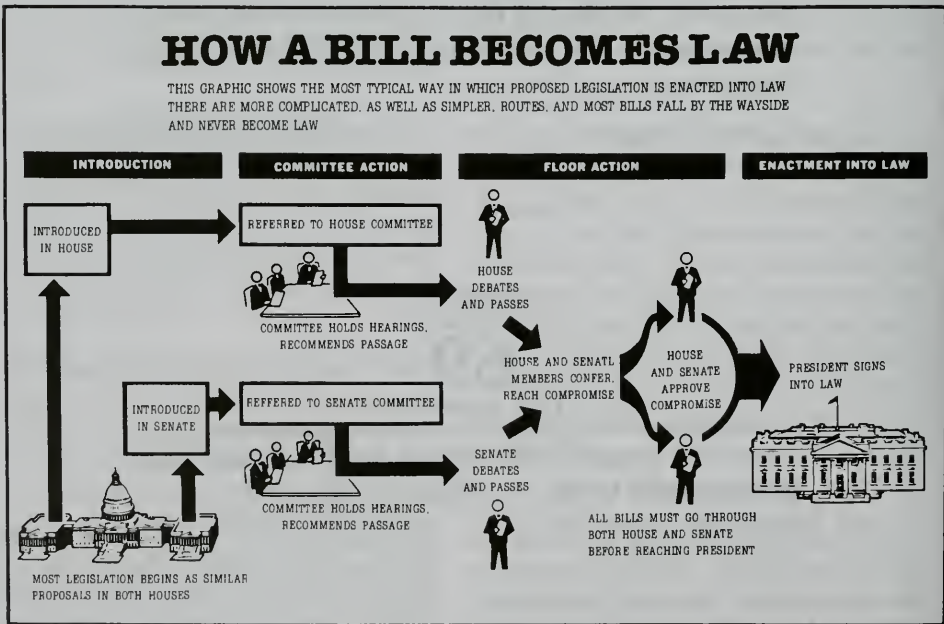 HOW A BILL BECOMES LAW
THIS GRAPHIC SHOWS THE MOST TYPICAL WAY IN WHICH PROPOSED LEGISLATION IS ENACTED INTO LAW
THERE ARE MORE COMPLICATED, AS WELL AS SIMPLER, ROUTES, AND MOST BILLS FALL BY THE WAYSIDE
AND NEVER BECOME LAW
INTRODUCTION
COMMITTEE ACTION
FLOOR ACTION
ENACTMENT INTO LAW
INTRODUCED
IN HOUSE
REFERRED TO HOUSE COMMITTEE
COMMITTEE HOLDS HEARINGS,
RECOMMENDS PASSAGE
HOUSE
DEBATES
AND PASSES
INTRODUCED
IN SENATE
REFFERRED TO SENATE COMMITTEE
COMMITTEE HOLDS HEARINGS,
RECOMMENDS PASSAGE
SENATE
DEBATES
AND PASSES
HOUSE AND SENATL
MEMBERS CONFER,
REACH COMPROMISE
HOUSE
AND SENATE
APPROVE
COMPROMISE
PRESIDENT SIGNS
INTO LAW
ALL BILLS MUST GO THROUGH
BOTH HOUSE AND SENATE
BEFORE REACHING PRESIDENT
MOST LEGISLATION BEGINS AS SIMILAR
PROPOSALS IN BOTH HOUSES